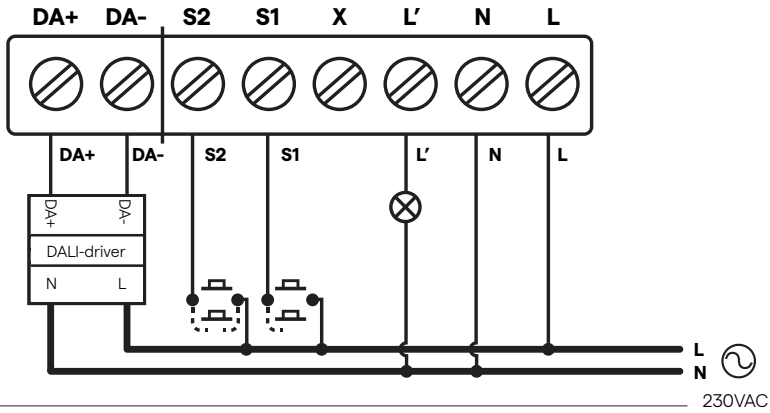 DA+ DA- S2 S1 X L′ N L
DA+ DA- S2 S1 L′ N L
DA+ DA-
DALI-driver
N L
L
N
230VAC